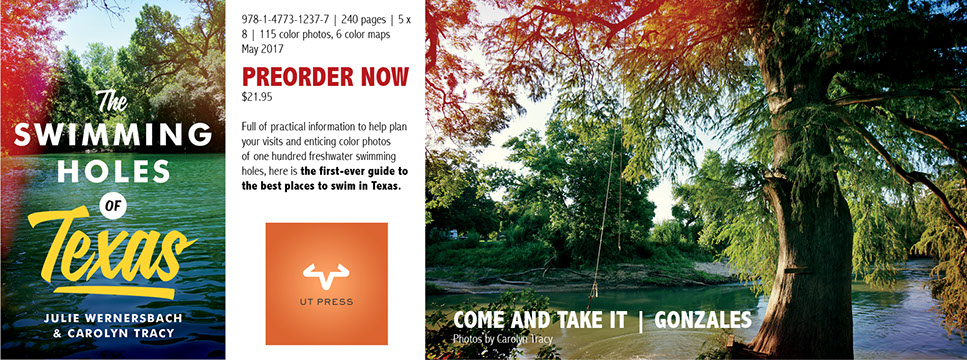 The
SWIMMING
HOLES
OF
Texas
JULIE WERNERSBACH
& CAROLYN TRACY
978-1-4773-1237-7 | 240 pages | 5 x
8 | 115 color photos, 6 color maps
May 2017
PREORDER NOW
$21.95
Full of practical information to help plan
your visits and enticing color photos
of one hundred freshwater swimming
holes, here is the first-ever guide to
the best places to swim in Texas.
UT PRESS
COME AND TAKE IT | GONZALES
Photos by Carolyn Tracy